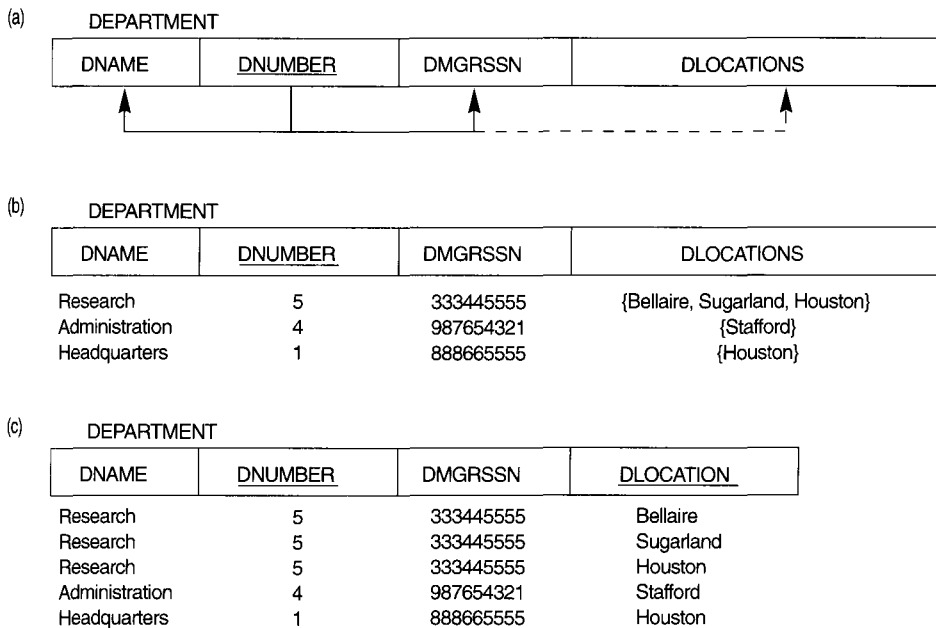 (a) DEPARTMENT
DNAME DNUMBER DMGRSSN DLOCATIONS
(b) DEPARTMENT
DNAME DNUMBER DMGRSSN DLOCATIONS
Research 5 333445555 {Bellaire, Sugarland, Houston}
Administration 4 987654321 {Stafford}
Headquarters 1 888665555 {Houston}
(c) DEPARTMENT
DNAME DNUMBER DMGRSSN DLOCATION
Research 5 333445555 Bellaire
Research 5 333445555 Sugarland
Research 5 333445555 Houston
Administration 4 987654321 Stafford
Headquarters 1 888665555 Houston